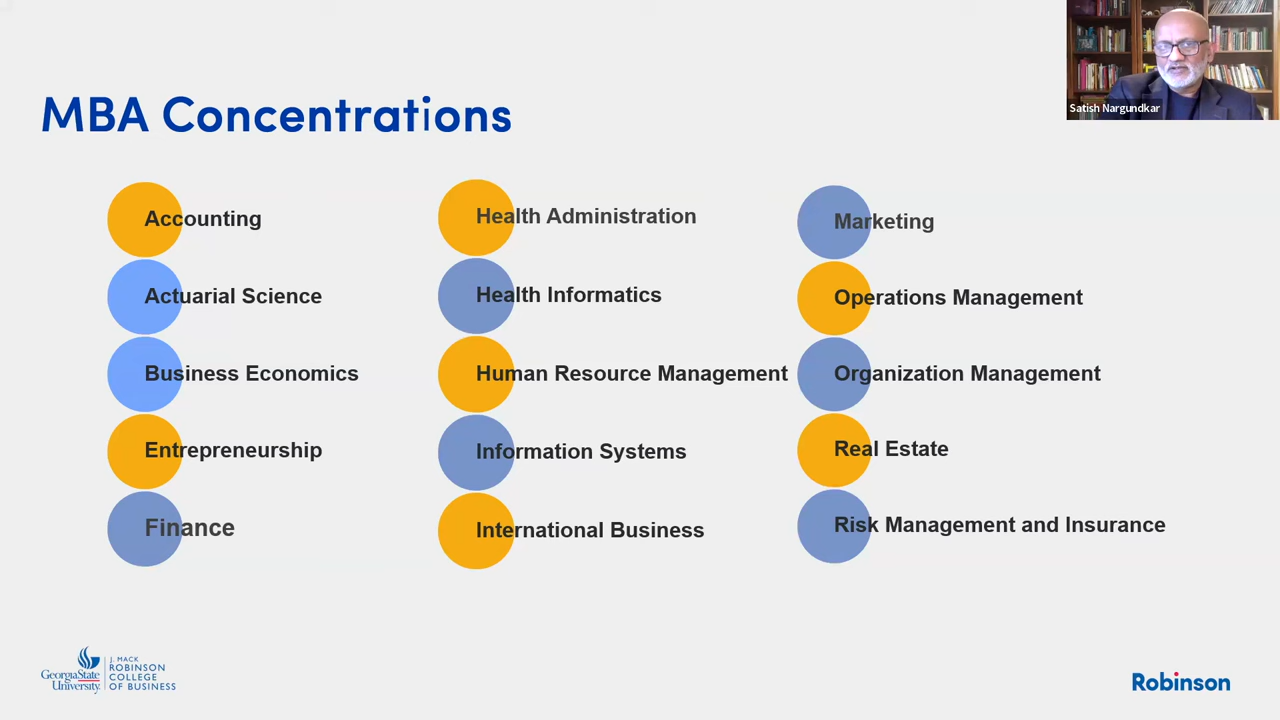 Satish Nargundkar
MBA Concentrations
Accounting
Actuarial Science
Business Economics
Entrepreneurship
Finance
Health Administration
Health Informatics
Human Resource Management
Information Systems
International Business
Marketing
Operations Management
Organization Management
Real Estate
Risk Management and Insurance
GeorgiaState
University
J. MACK
ROBINSON
COLLEGE
OF BUSINESS
Robinson